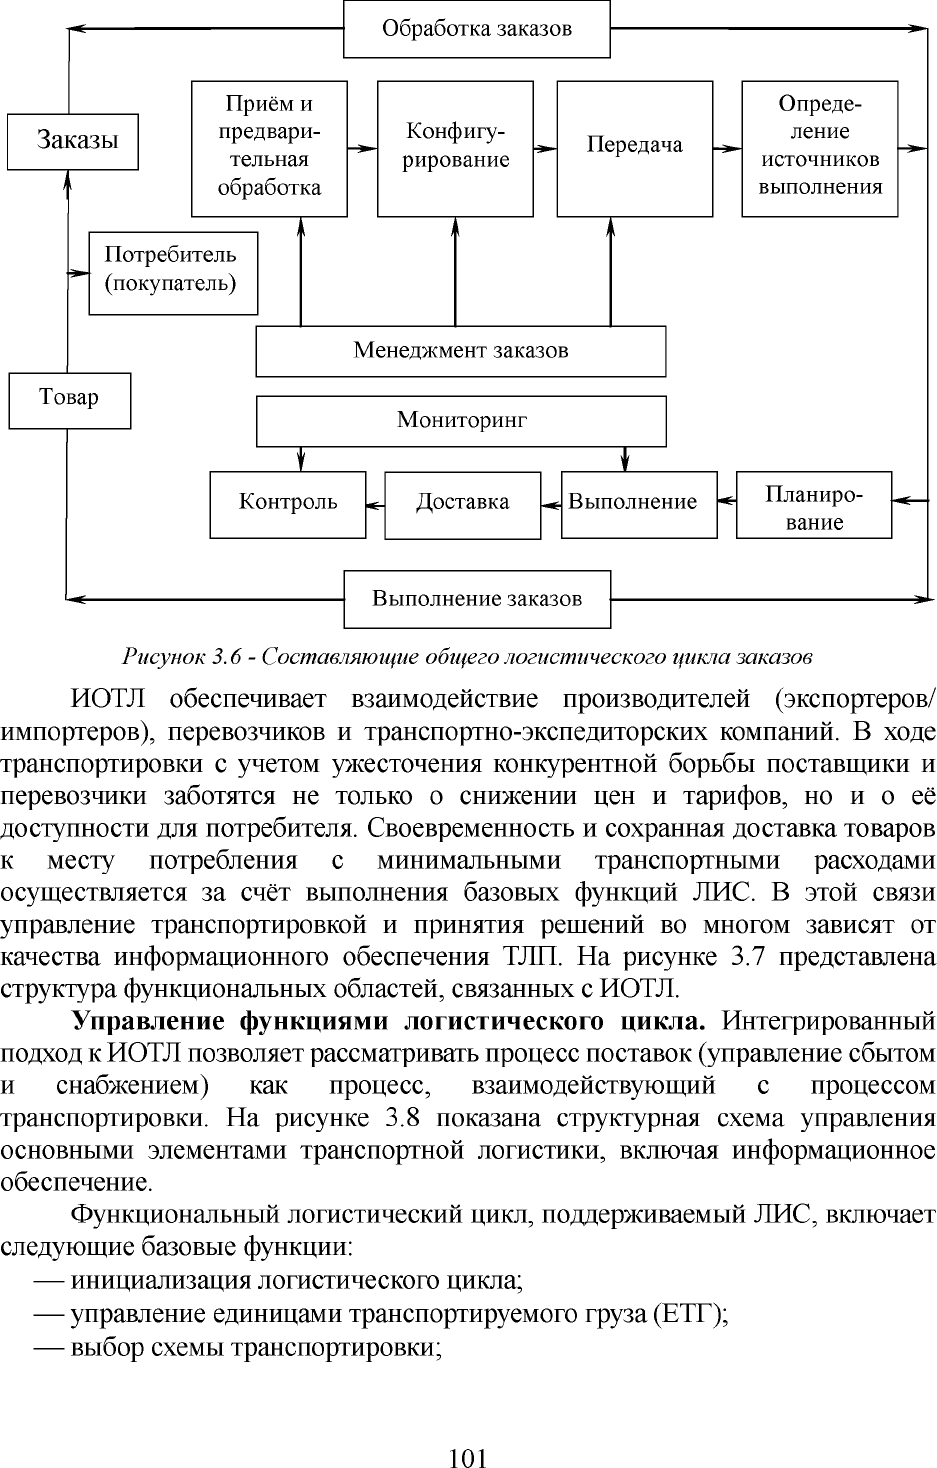 Обработка заказов
Заказы
Приём и
предвари-
тельная
обработка
Конфигу-
рирование
Передача
Опреде-
ление
источников
выполнения
Потребитель
(покупатель)
Менеджмент заказов
Товар
Мониторинг
Контроль
Доставка
Выполнение
Планиро-
вание
Выполнение заказов
Рисунок 3.6 - Составляющие общего логистического цикла заказов
ИОТЛ обеспечивает взаимодействие производителей (экспортеров/
импортеров), перевозчиков и транспортно-экспедиторских компаний. В ходе
транспортировки с учетом ужесточения конкурентной борьбы поставщики и
перевозчики заботятся не только о снижении цен и тарифов, но и о её
доступности для потребителя. Своевременность и сохранная доставка товаров
к месту потребления с минимальными транспортными расходами
осуществляется за счёт выполнения базовых функций ЛИС. В этой связи
управление транспортировкой и принятия решений во многом зависят от
качества информационного обеспечения ТЛП. На рисунке 3.7 представлена
структура функциональных областей, связанных с ИОТЛ.
Управление функциями логистического цикла. Интегрированный
подход к ИОТЛ позволяет рассматривать процесс поставок (управление сбытом
и снабжением) как процесс, взаимодействующий с процессом
транспортировки. На рисунке 3.8 показана структурная схема управления
основными элементами транспортной логистики, включая информационное
обеспечение.
Функциональный логистический цикл, поддерживаемый ЛИС, включает
следующие базовые функции:
— инициализация логистического цикла;
— управление единицами транспортируемого груза (ЕТГ);
— выбор схемы транспортировки;
101